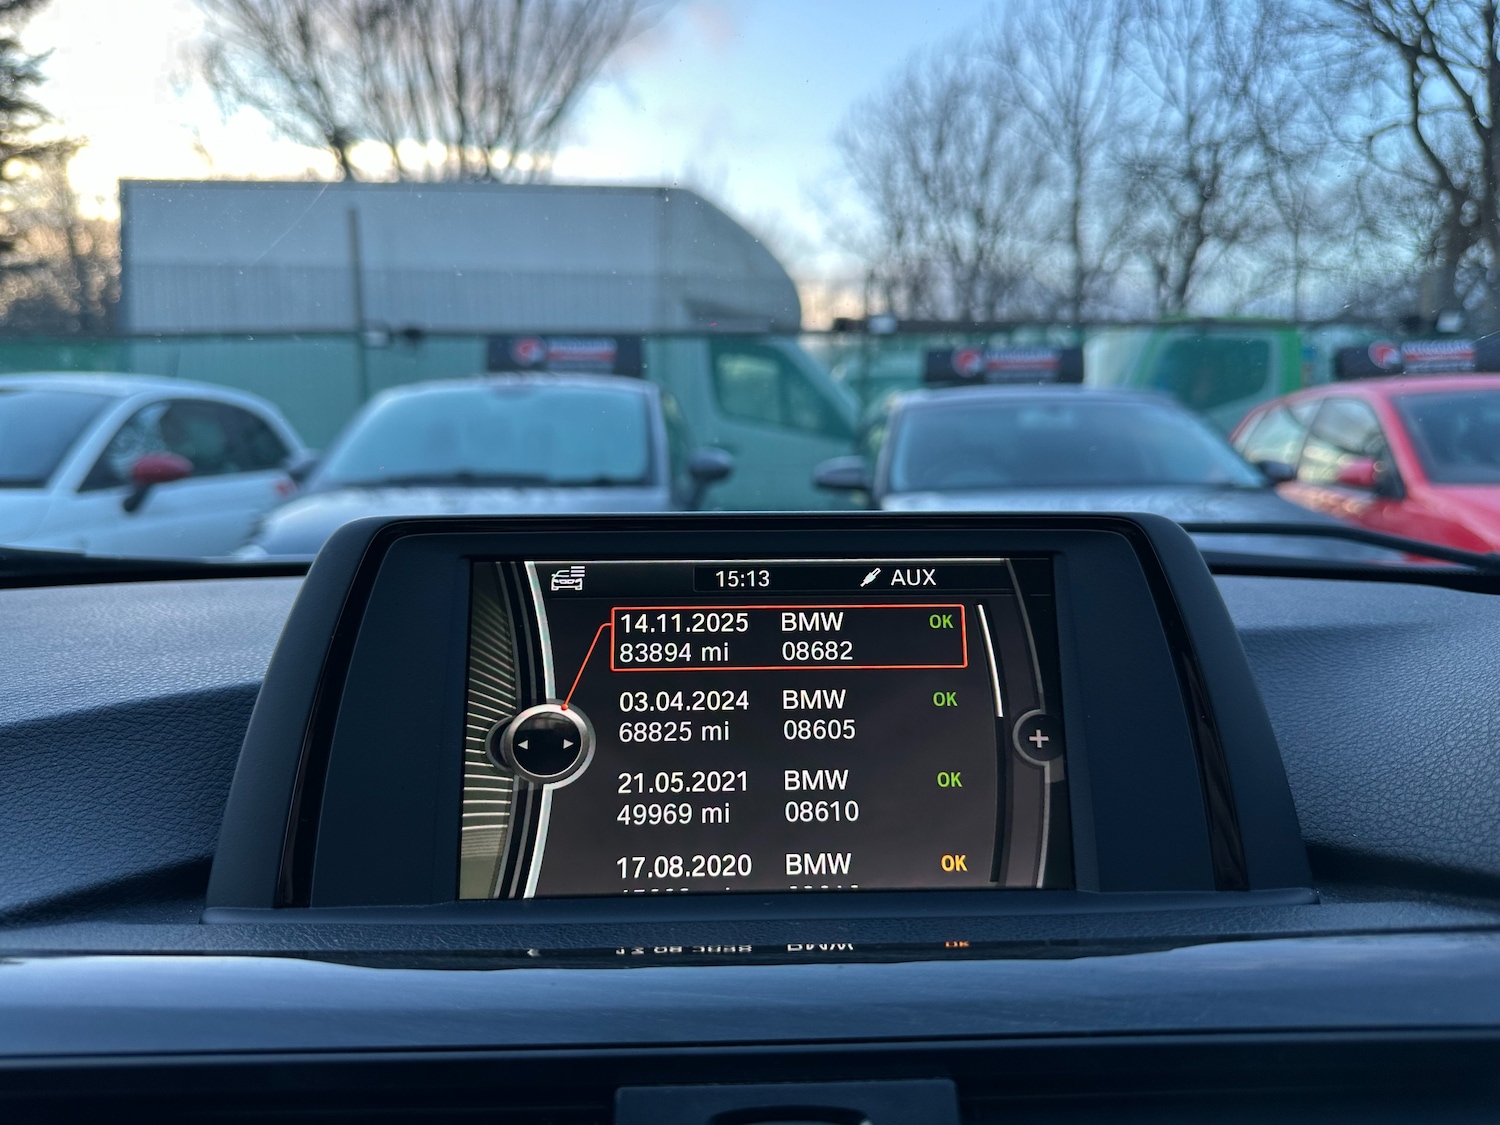 15:13 AUX
14.11.2025 BMW OK
83894 mi 08682
03.04.2024 BMW OK
68825 mi 08605
21.05.2021 BMW OK
49969 mi 08610
17.08.2020 BMW OK